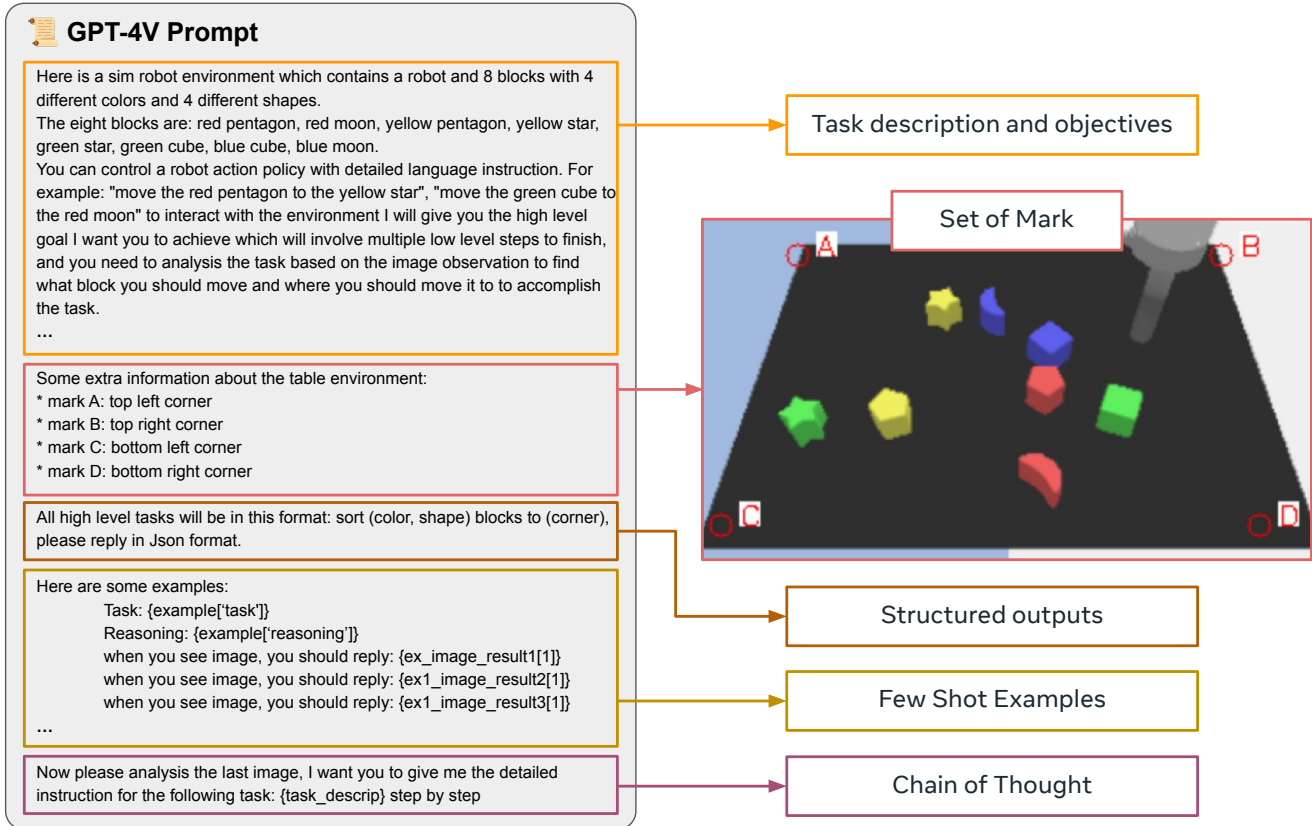 GPT-4V Prompt
Here is a sim robot environment which contains a robot and 8 blocks with 4
different colors and 4 different shapes.
The eight blocks are: red pentagon, red moon, yellow pentagon, yellow star,
green star, green cube, blue cube, blue moon.
You can control a robot action policy with detailed language instruction. For
example: "move the red pentagon to the yellow star", "move the green cube to
the red moon" to interact with the environment I will give you the high level
goal I want you to achieve which will involve multiple low level steps to finish,
and you need to analysis the task based on the image observation to find
what block you should move and where you should move it to to accomplish
the task.
...
Some extra information about the table environment:
* mark A: top left corner
* mark B: top right corner
* mark C: bottom left corner
* mark D: bottom right corner
All high level tasks will be in this format: sort (color, shape) blocks to (corner),
please reply in Json format.
Here are some examples:
Task: {example['task']}
Reasoning: {example['reasoning']}
when you see image, you should reply: {ex_image_result1[1]}
when you see image, you should reply: {ex1_image_result2[1]}
when you see image, you should reply: {ex1_image_result3[1]}
...
Now please analysis the last image, I want you to give me the detailed
instruction for the following task: {task_descrip} step by step
Task description and objectives
Set of Mark
A
B
C
D
Structured outputs
Few Shot Examples
Chain of Thought